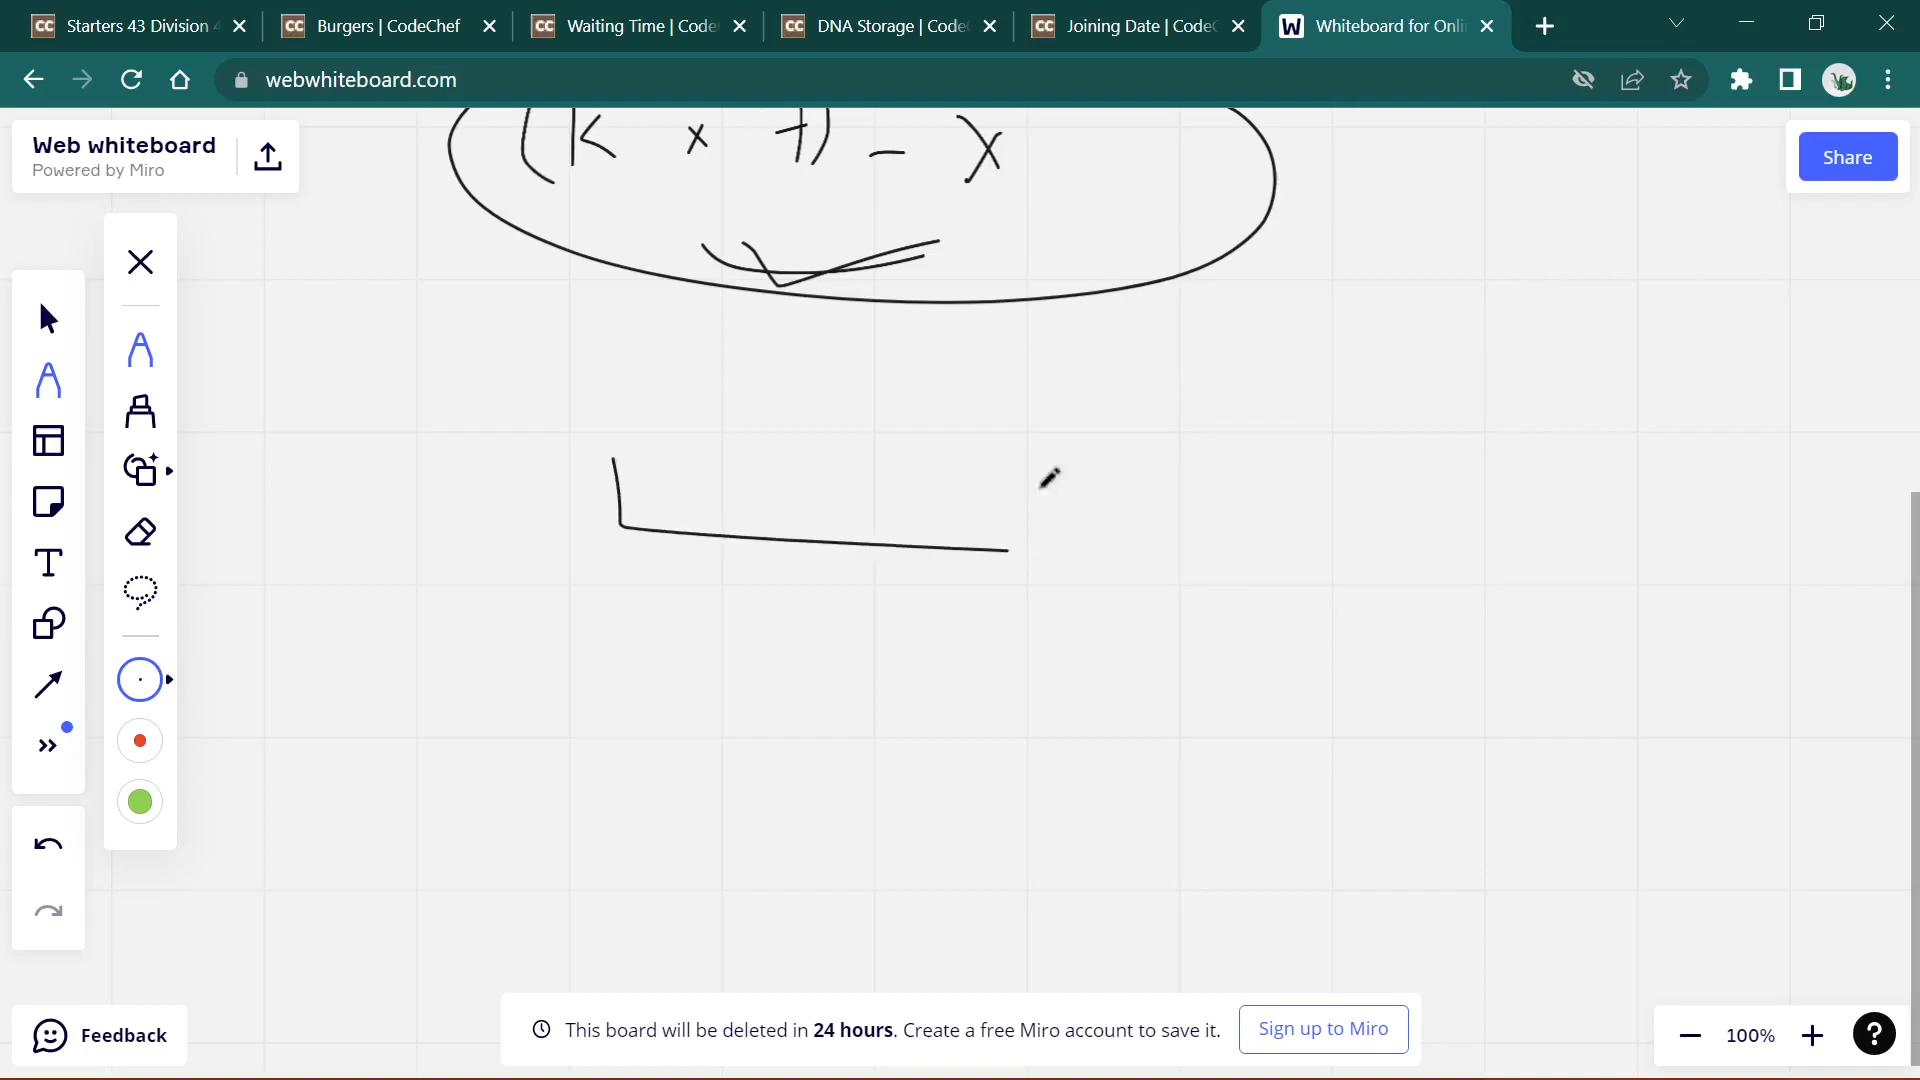 Starters 43 Division
Burgers | CodeChef
Waiting Time | Code
DNA Storage | Code
Joining Date | CodeC
Whiteboard for Onli
webwhiteboard.com
Web whiteboard
Powered by Miro
Share
(K × 7) - X
Feedback
This board will be deleted in 24 hours. Create a free Miro account to save it.
Sign up to Miro
100%